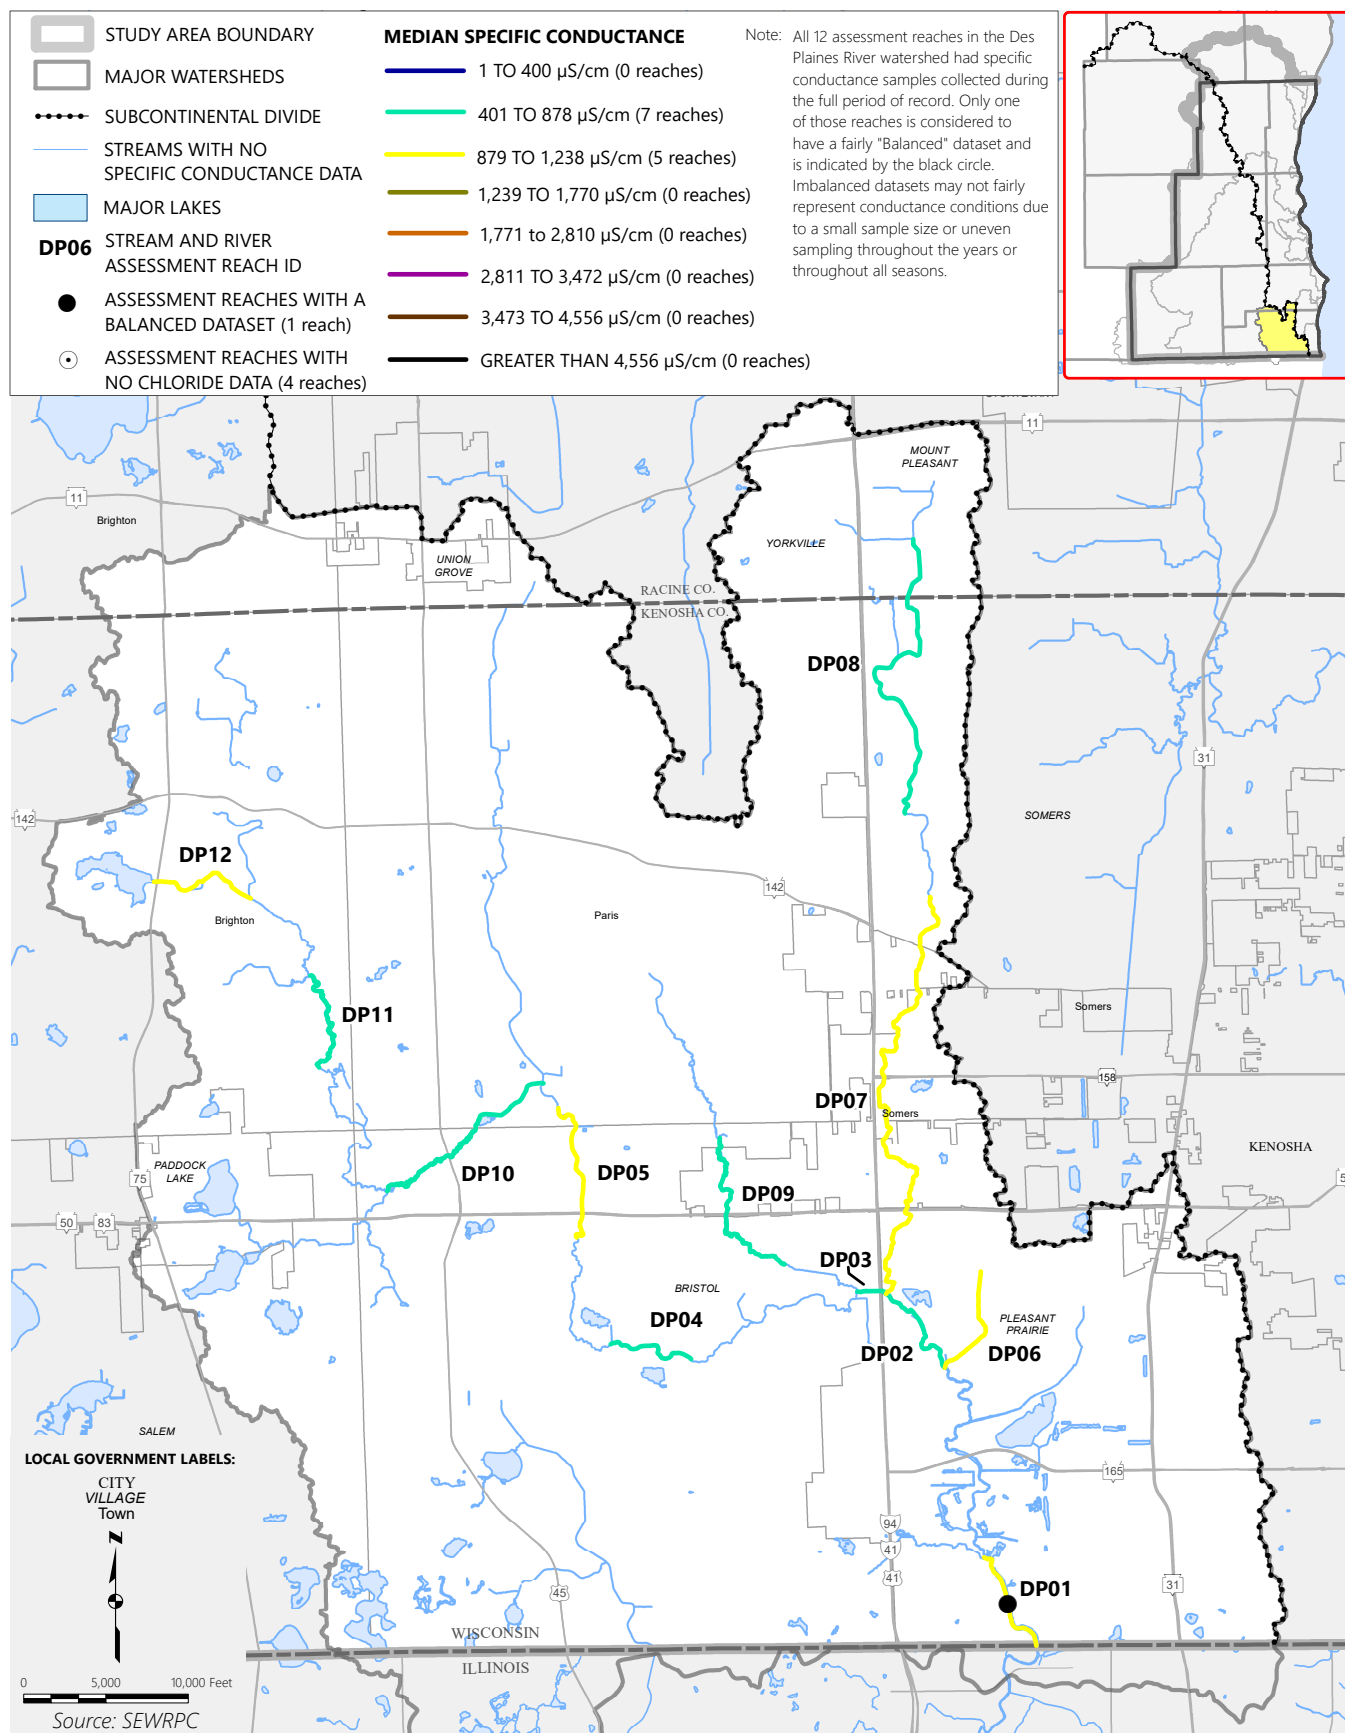 STUDY AREA BOUNDARY
MAJOR WATERSHEDS
SUBCONTINENTAL DIVIDE
STREAMS WITH NO
SPECIFIC CONDUCTANCE DATA
MAJOR LAKES
DP06
STREAM AND RIVER
ASSESSMENT REACH ID
ASSESSMENT REACHES WITH A
BALANCED DATASET (1 reach)
ASSESSMENT REACHES WITH
NO CHLORIDE DATA (4 reaches)
MEDIAN SPECIFIC CONDUCTANCE
1 TO 400 µS/cm (0 reaches)
401 TO 878 µS/cm (7 reaches)
879 TO 1,238 µS/cm (5 reaches)
1,239 TO 1,770 µS/cm (0 reaches)
1,771 to 2,810 µS/cm (0 reaches)
2,811 TO 3,472 µS/cm (0 reaches)
3,473 TO 4,556 µS/cm (0 reaches)
GREATER THAN 4,556 µS/cm (0 reaches)
Note: All 12 assessment reaches in the Des
Plaines River watershed had specific
conductance samples collected during
the full period of record. Only one
of those reaches is considered to
have a fairly "Balanced" dataset and
is indicated by the black circle.
Imbalanced datasets may not fairly
represent conductance conditions due
to a small sample size or uneven
sampling throughout the years or
throughout all seasons.
11
MOUNT
PLEASANT
11
Brighton
YORKVILLE
UNION
GROVE
RACINE CO.
KENOSHA CO.
DP08
31
142
SOMERS
DP12
142
Brighton
Paris
DP11
Somers
158
DP07
Somers
KENOSHA
PADDOCK
LAKE
75
DP10
DP05
DP09
50
83
5
DP03
BRISTOL
DP04
PLEASANT
PRAIRIE
DP02
DP06
SALEM
LOCAL GOVERNMENT LABELS:
CITY
VILLAGE
Town
165
94
41
41
N
DP01
45
31
WISCONSIN
ILLINOIS
0
5,000
10,000 Feet
Source: SEWRPC